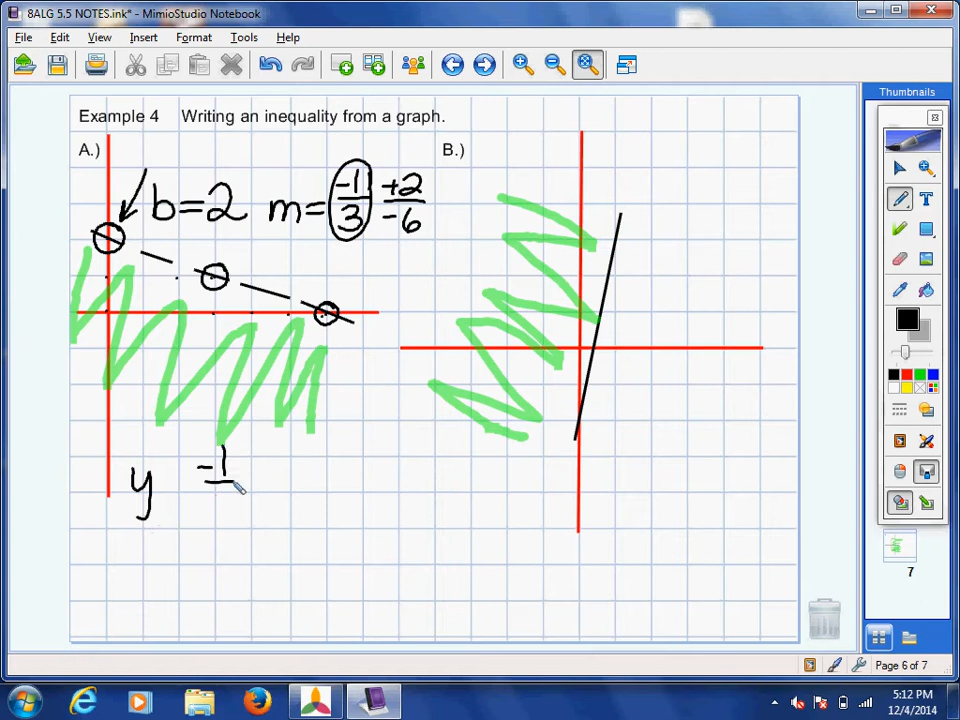 8ALG 5.5 NOTES.ink* - MimioStudio Notebook
File Edit View Insert Format Tools Help
Thumbnails
Example 4 Writing an inequality from a graph.
A.) B.)
b=2 m= -1/3 +2/-6
y -1
7
Page 6 of 7
5:12 PM
12/4/2014